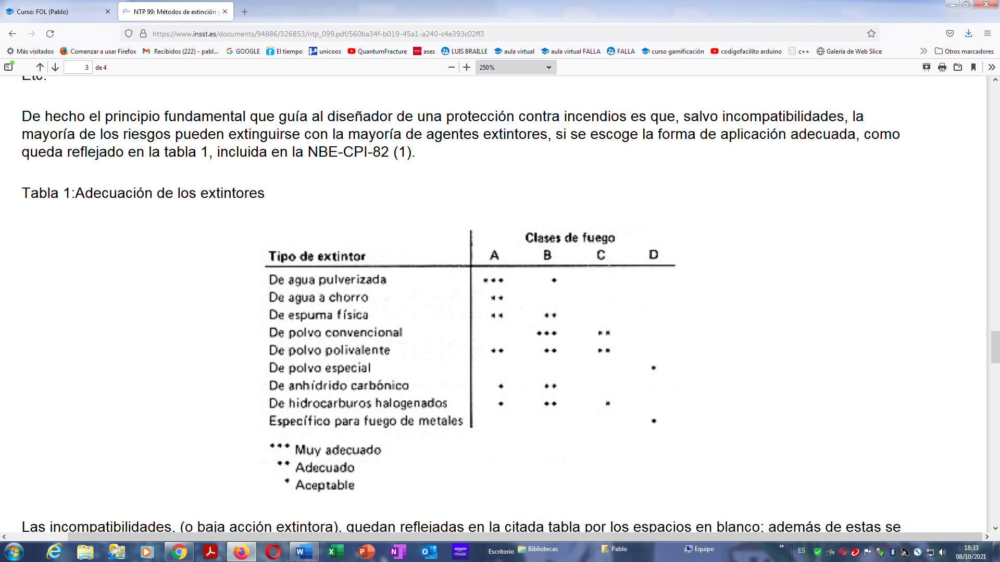 Curso: FOL (Pablo)
NTP 99: Métodos de extinción y
https://www.insst.es/documents/94886/326853/ntp_099.pdf/560ba34f-b019-45a1-a240-c4e393c02ff3
Más visitados Comenzar a usar Firefox Recibidos (222) - pabl... GOOGLE El tiempo unicoos QuantumFracture ases LUIS BRAILLE aula virtual aula virtual FALLA FALLA curso gamificación codigofacilito arduino c++ Galería de Web Slice Otros marcadores
3 de 4 250%
Etc.
De hecho el principio fundamental que guía al diseñador de una protección contra incendios es que, salvo incompatibilidades, la
mayoría de los riesgos pueden extinguirse con la mayoría de agentes extintores, si se escoge la forma de aplicación adecuada, como
queda reflejado en la tabla 1, incluida en la NBE-CPI-82 (1).
Tabla 1:Adecuación de los extintores
Clases de fuego
Tipo de extintor A B C D
De agua pulverizada *** *
De agua a chorro **
De espuma física ** **
De polvo convencional *** **
De polvo polivalente ** ** **
De polvo especial *
De anhídrido carbónico * **
De hidrocarburos halogenados * ** *
Específico para fuego de metales *
*** Muy adecuado
** Adecuado
* Aceptable
Las incompatibilidades, (o baja acción extintora), quedan reflejadas en la citada tabla por los espacios en blanco; además de estas se
Escritorio Bibliotecas Pablo Equipo ES 18:33
08/10/2021